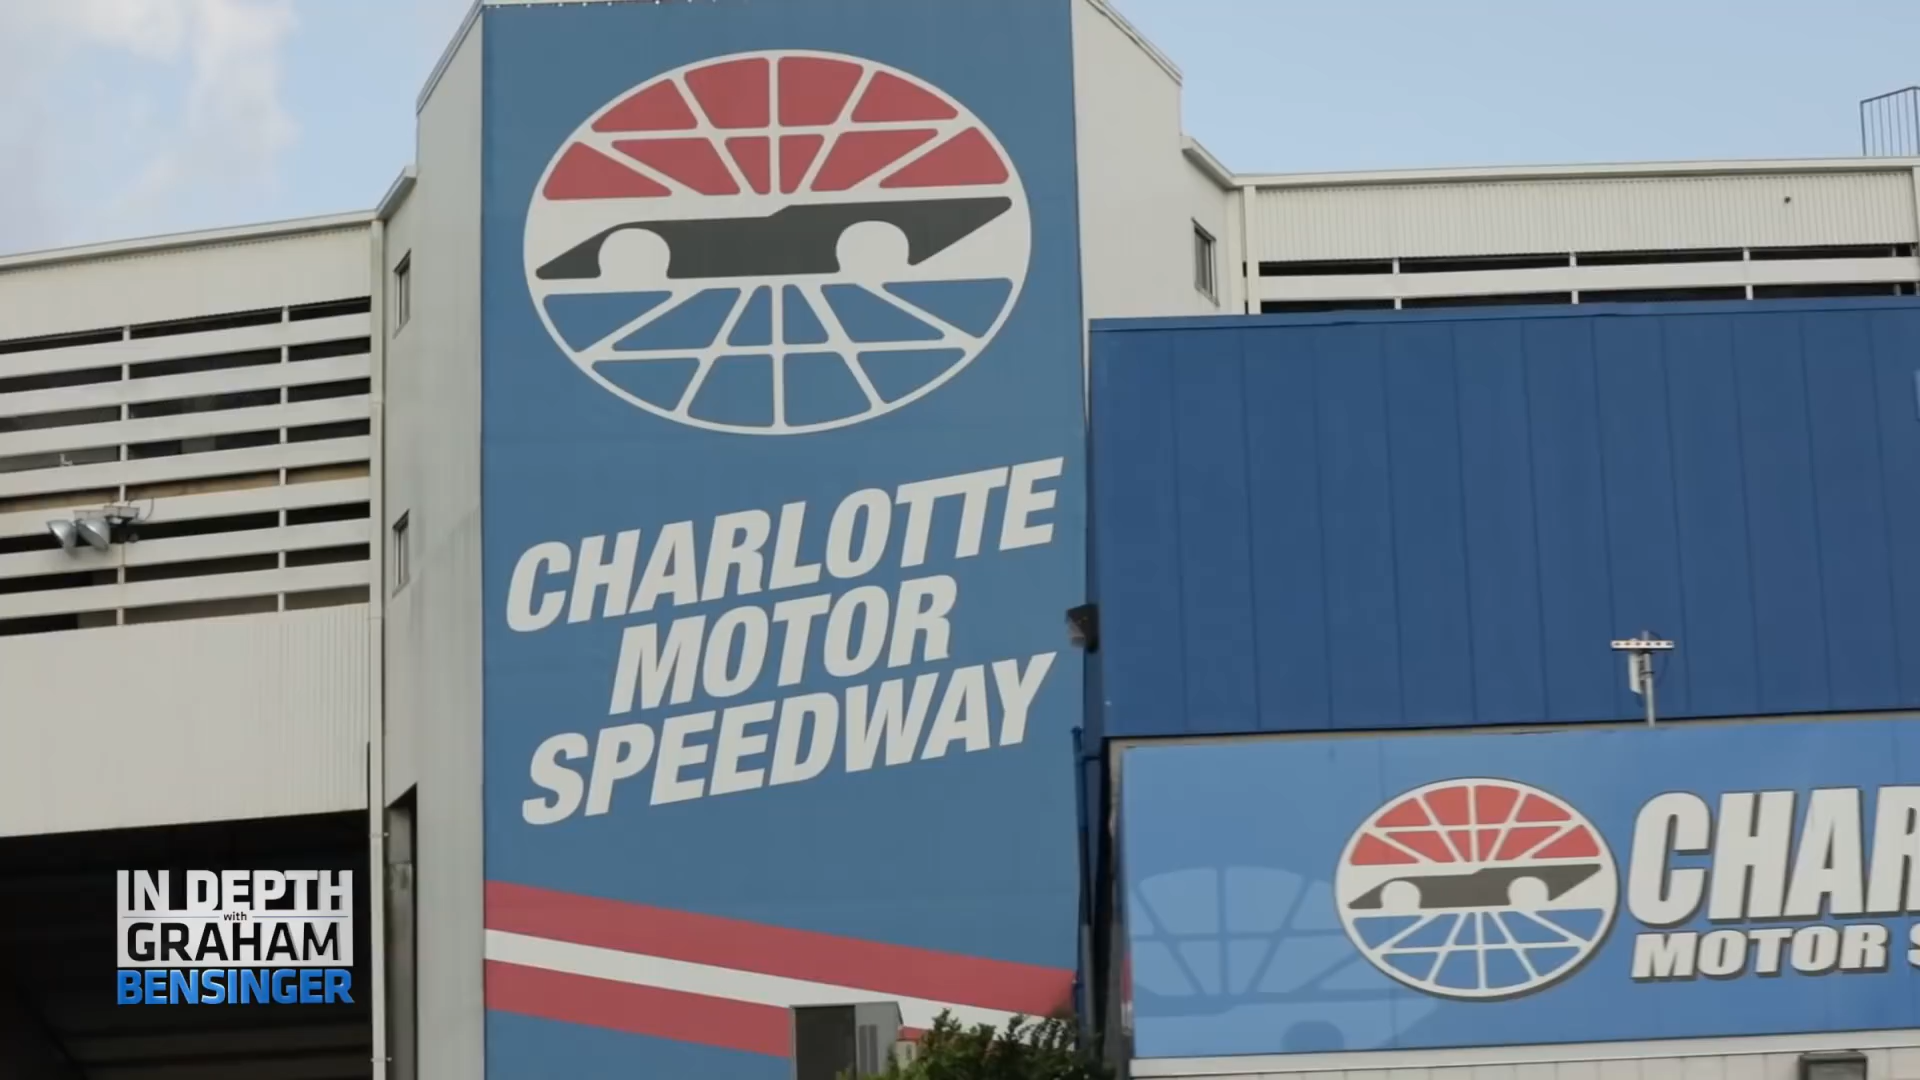 CHARLOTTE
MOTOR
SPEEDWAY
CHAR
MOTOR S
IN DEPTH
with
GRAHAM
BENSINGER